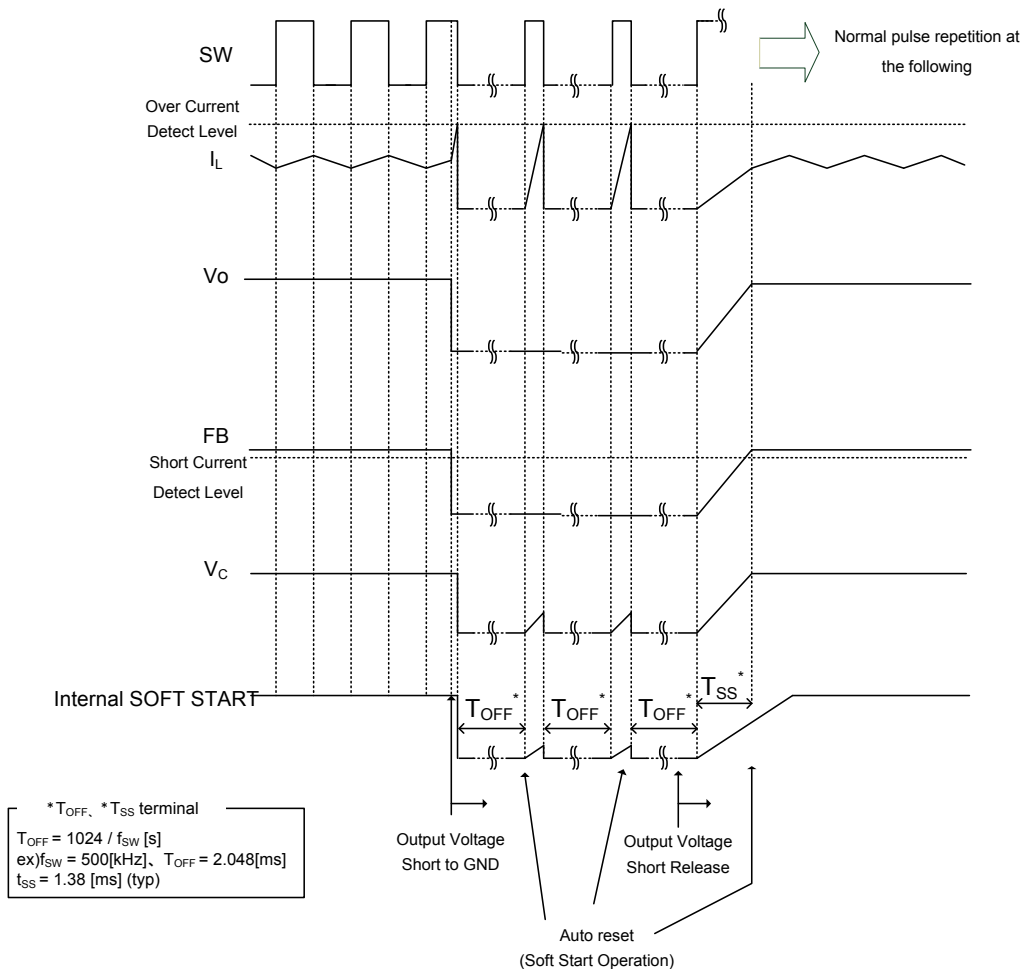 SW
Normal pulse repetition at
the following
Over Current
Detect Level
IL
Vo
FB
Short Current
Detect Level
VC
Internal SOFT START
TOFF*
TOFF*
TOFF*
TSS*
*TOFF、*TSS terminal
TOFF = 1024 / fSW [s]
ex)fSW = 500[kHz]、TOFF = 2.048[ms]
tSS = 1.38 [ms] (typ)
Output Voltage
Short to GND
Output Voltage
Short Release
Auto reset
(Soft Start Operation)